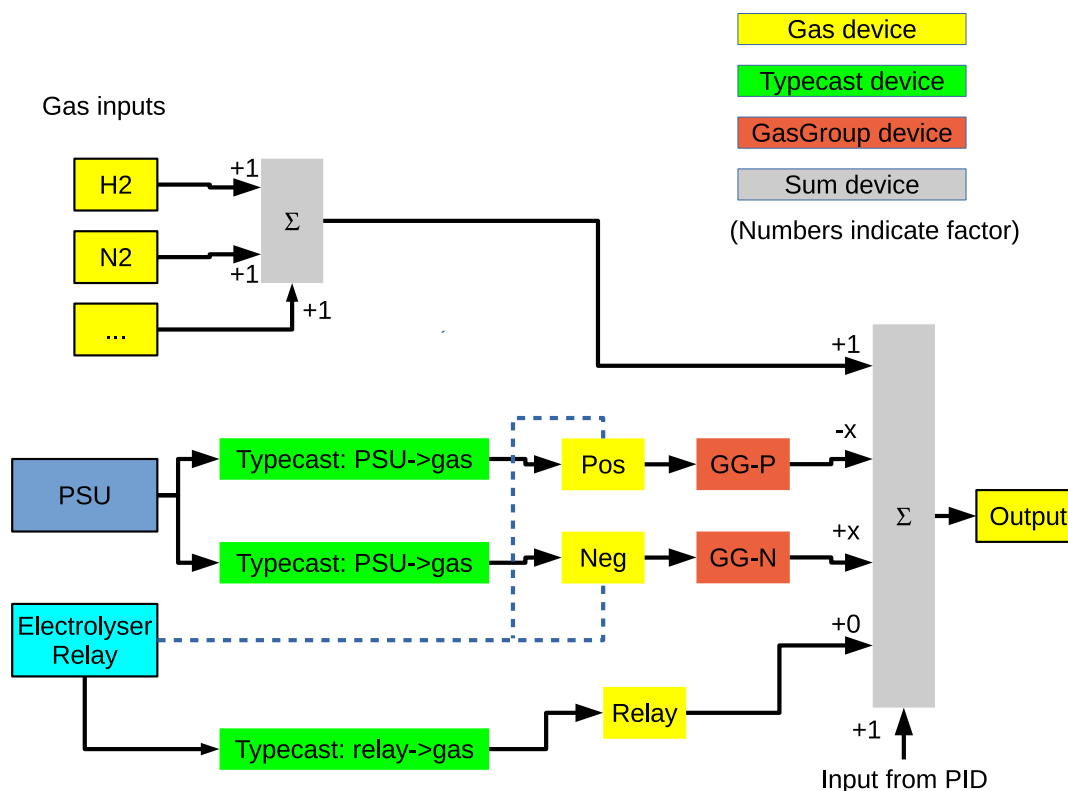 Gas device
Typecast device
GasGroup device
Sum device
(Numbers indicate factor)
Gas inputs
H2
+1
Σ
N2
+1
...
+1
+1
PSU
Typecast: PSU->gas
Pos
GG-P
-x
Typecast: PSU->gas
Neg
GG-N
+x
Σ
Output
Electrolyser
Relay
+0
Typecast: relay->gas
Relay
+1
Input from PID